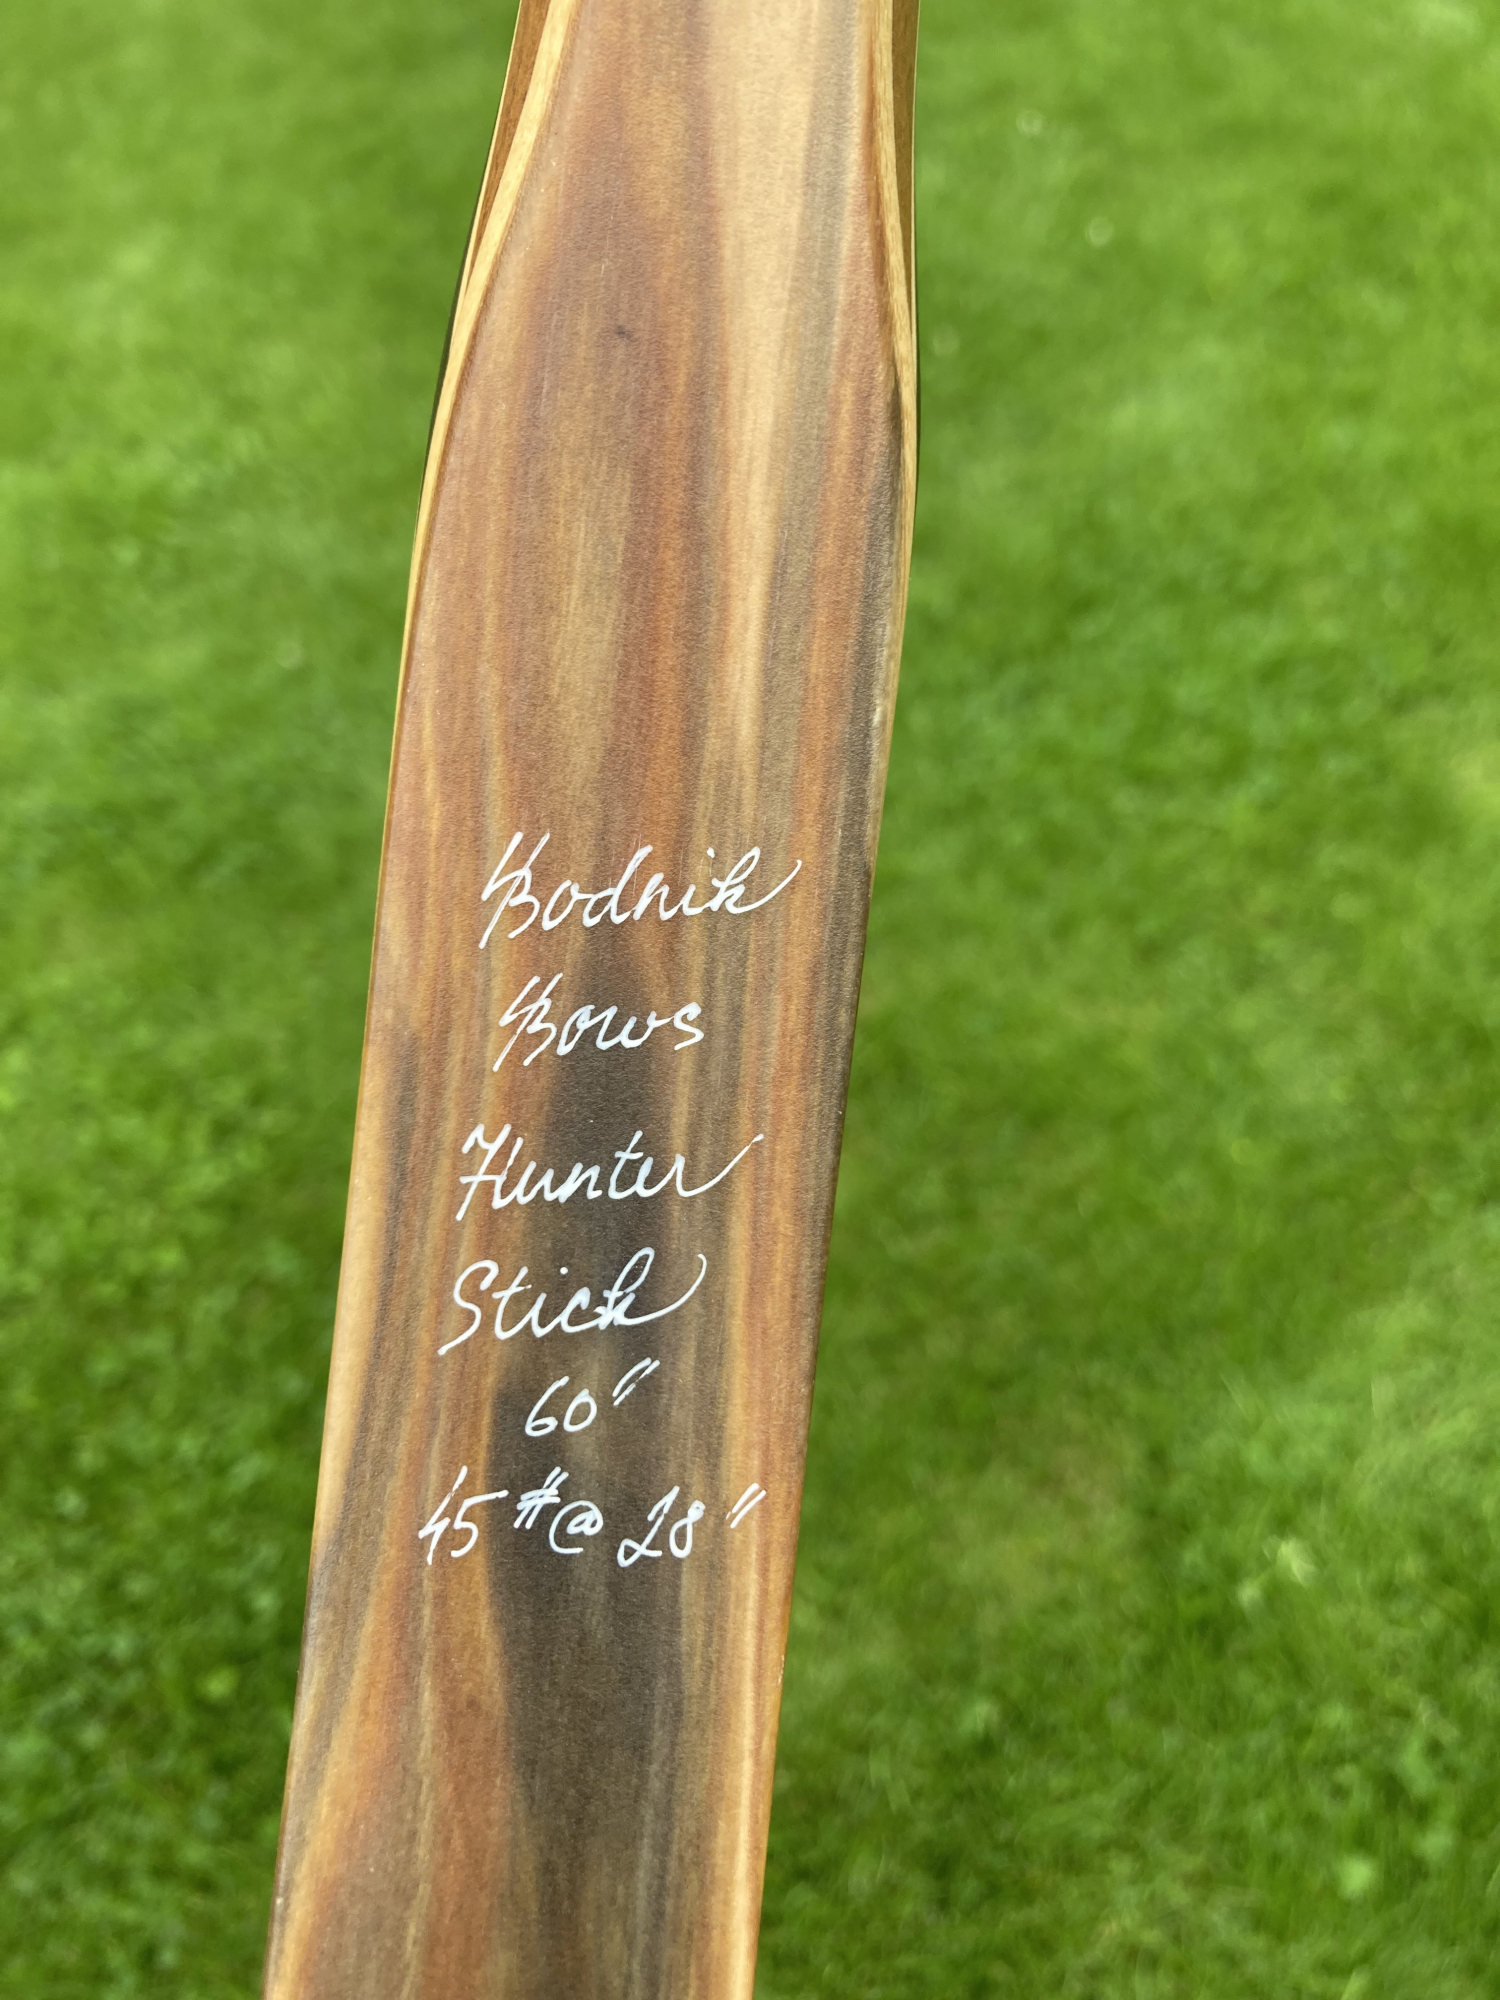 Bodnik
Bows
Hunter
Stick
60"
45#@ 28"